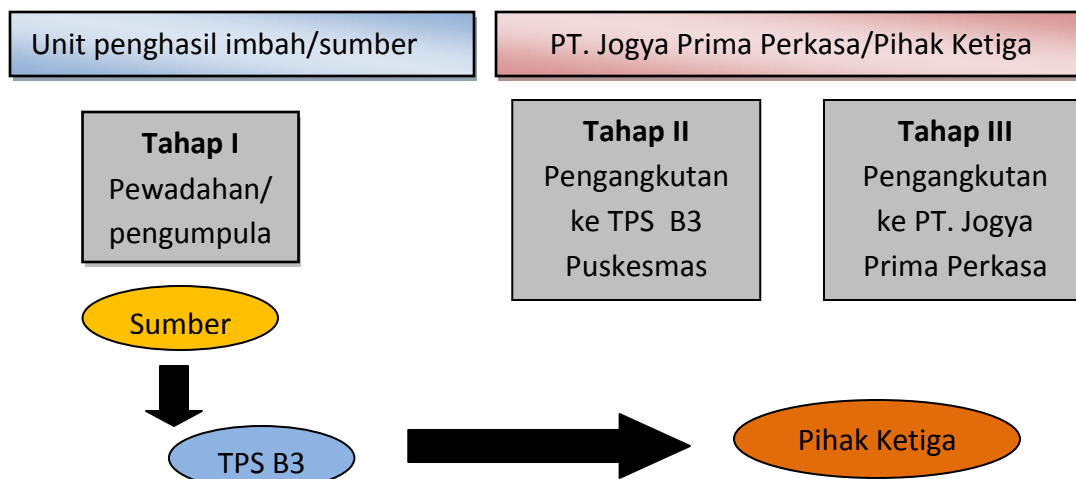 Unit penghasil imbah/sumber
PT. Jogya Prima Perkasa/Pihak Ketiga
Tahap I
Pewadahan/
pengumpula
Tahap II
Pengangkutan
ke TPS B3
Puskesmas
Tahap III
Pengangkutan
ke PT. Jogya
Prima Perkasa
Sumber
TPS B3
Pihak Ketiga